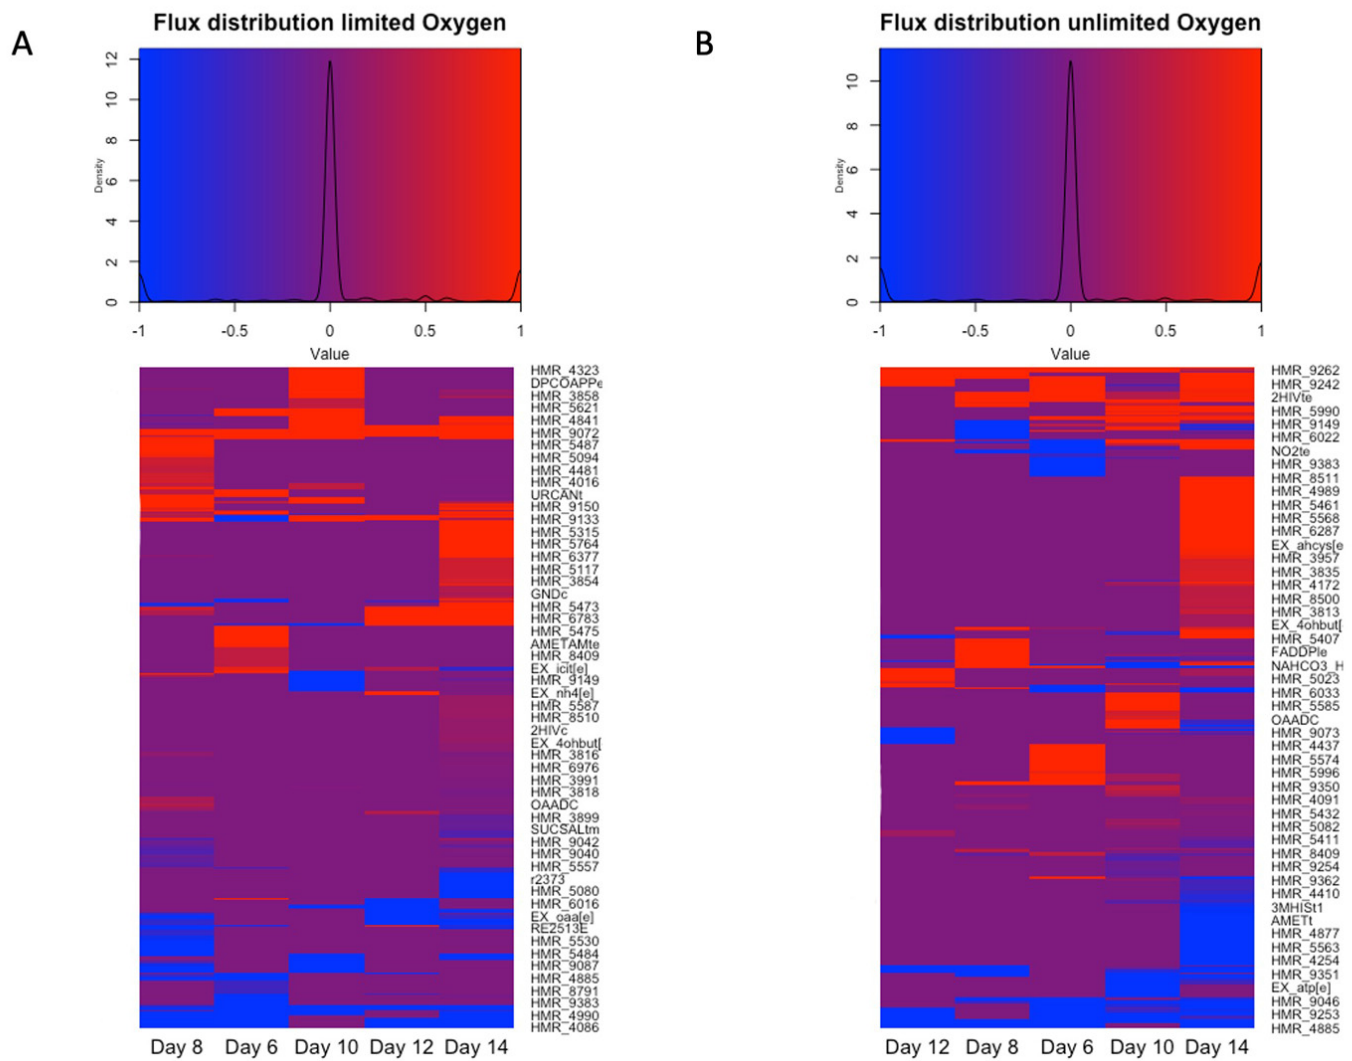 A
Flux distribution limited Oxygen
12
10
8
6
4
2
0
Density
-1
-0.5
0
0.5
1
Value
HMR_4323
DPCOAPPe
HMR_3858
HMR_5621
HMR_4841
HMR_9072
HMR_5487
HMR_5094
HMR_4481
HMR_4016
URCANt
HMR_9150
HMR_9133
HMR_5315
HMR_5764
HMR_6377
HMR_5117
HMR_3854
GNDc
HMR_5473
HMR_6783
HMR_5475
AMETAMte
HMR_8409
EX_icit[e]
HMR_9149
EX_nh4[e]
HMR_5587
HMR_8510
2HIVc
EX_4ohbut[
HMR_3816
HMR_6976
HMR_3991
HMR_3818
OAADC
HMR_3899
SUCSALtm
HMR_9042
HMR_9040
HMR_5557
r2373
HMR_5080
HMR_6016
EX_oaa[e]
RE2513E
HMR_5530
HMR_5484
HMR_9087
HMR_4885
HMR_8791
HMR_9383
HMR_4990
HMR_4086
Day 8 Day 6 Day 10 Day 12 Day 14
B
Flux distribution unlimited Oxygen
10
8
6
4
2
0
Density
-1
-0.5
0
0.5
1
Value
HMR_9262
HMR_9242
2HIVte
HMR_5990
HMR_9149
HMR_6022
NO2te
HMR_9383
HMR_8511
HMR_4989
HMR_5461
HMR_5568
HMR_6287
EX_ahcys[e
HMR_3957
HMR_3835
HMR_4172
HMR_8500
HMR_3813
EX_4ohbut[
HMR_5407
FADDPle
NAHCO3_H
HMR_5023
HMR_6033
HMR_5585
OAADC
HMR_9073
HMR_4437
HMR_5574
HMR_5996
HMR_9350
HMR_4091
HMR_5432
HMR_5082
HMR_5411
HMR_8409
HMR_9254
HMR_9362
HMR_4410
3MHISt1
AMETt
HMR_4877
HMR_5563
HMR_4254
HMR_9351
EX_atp[e]
HMR_9046
HMR_9253
HMR_4885
Day 12 Day 8 Day 6 Day 10 Day 14